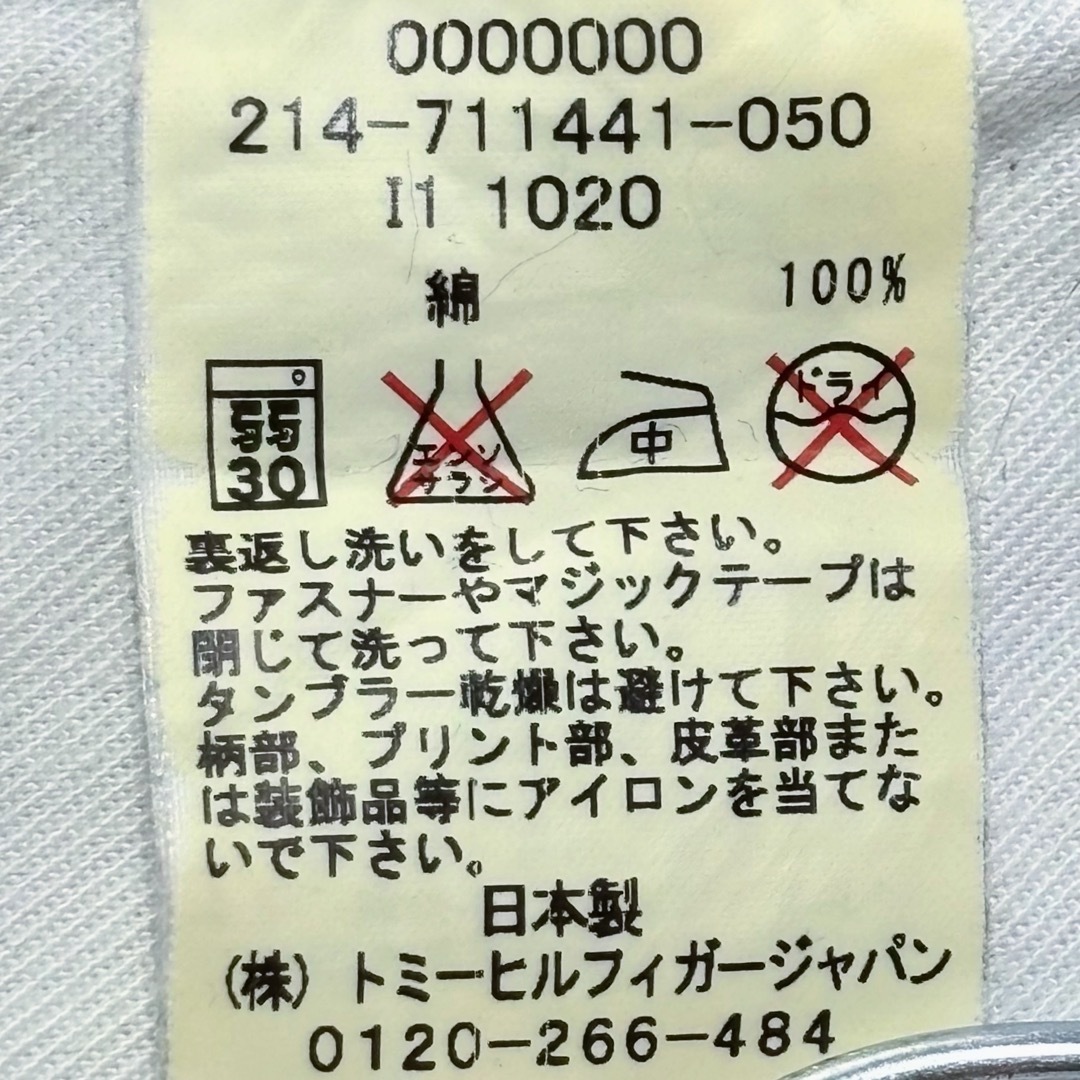 0000000
214-711441-050
I1 1020
綿 100%
弱 30
エンソ サラシ
中
ドライ
裏返し洗いをして下さい。
ファスナーやマジックテープは
閉じて洗って下さい。
タンブラー乾燥は避けて下さい。
柄部、プリント部、皮革部また
は装飾品等にアイロンを当てな
いで下さい。
日本製
(株) トミーヒルフィガージャパン
0120-266-484